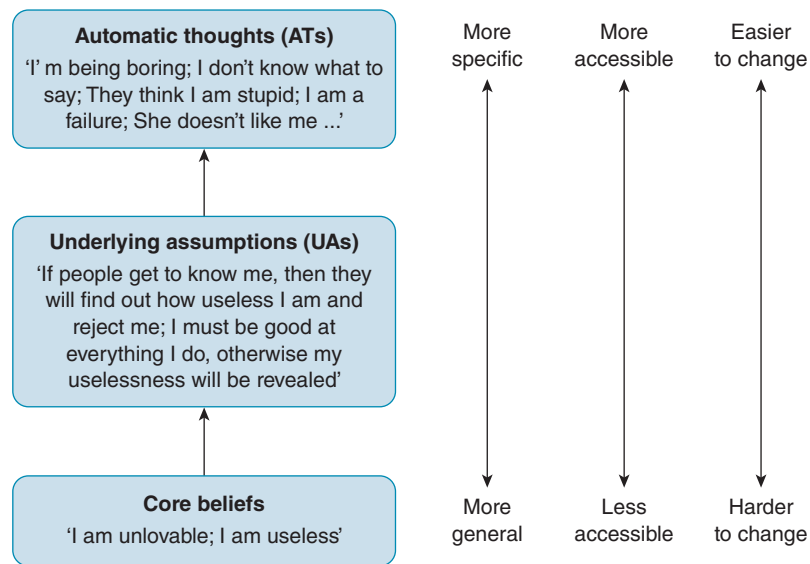 Automatic thoughts (ATs)
‘I’ m being boring; I don’t know what to
say; They think I am stupid; I am a
failure; She doesn’t like me ...’
More
specific
More
accessible
Easier
to change
Underlying assumptions (UAs)
‘If people get to know me, then they
will find out how useless I am and
reject me; I must be good at
everything I do, otherwise my
uselessness will be revealed’
Core beliefs
‘I am unlovable; I am useless’
More
general
Less
accessible
Harder
to change